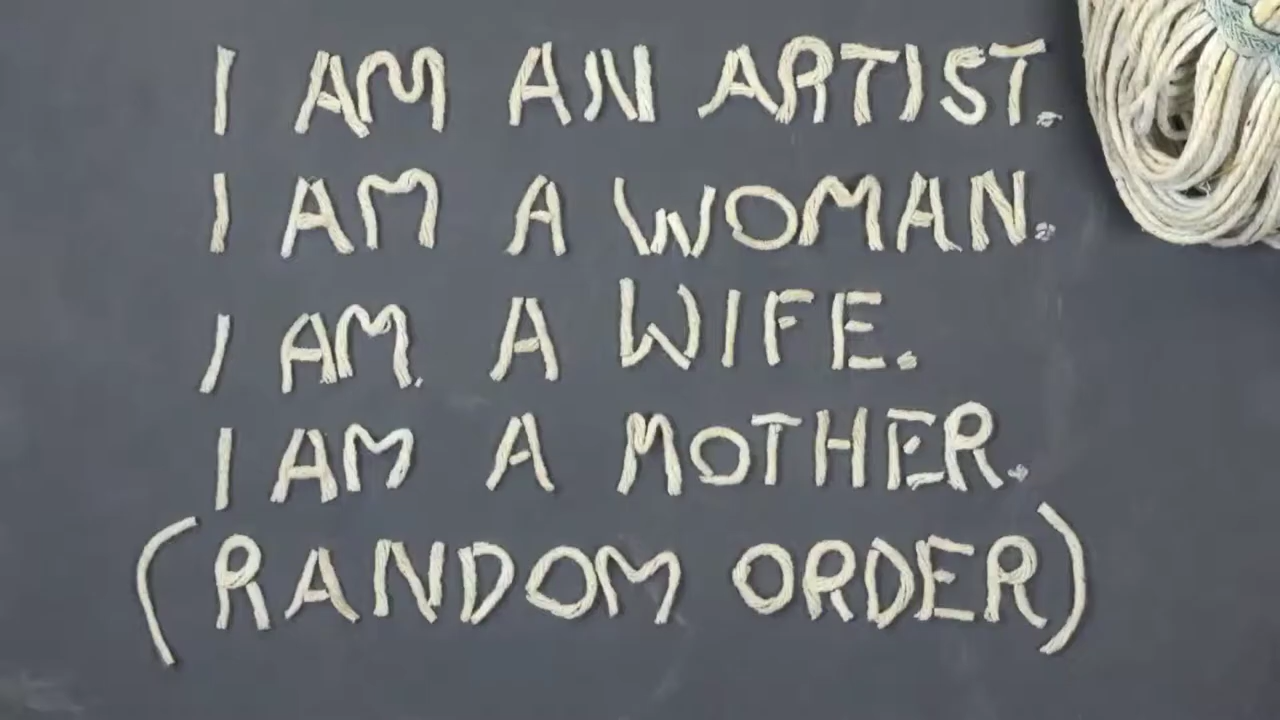 I AM AN ARTIST.
I AM A WOMAN.
I AM. A WIFE.
I AM A MOTHER.
(RANDOM ORDER)